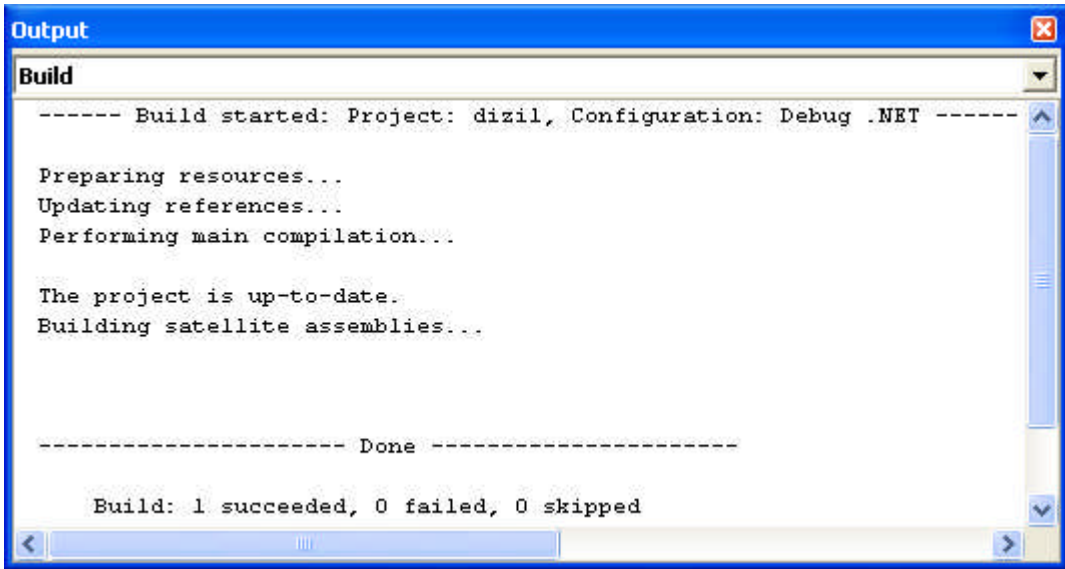 Output
Build
------ Build started: Project: dizil, Configuration: Debug .NET ------
Preparing resources...
Updating references...
Performing main compilation...
The project is up-to-date.
Building satellite assemblies...
---------------------- Done ----------------------
Build: 1 succeeded, 0 failed, 0 skipped